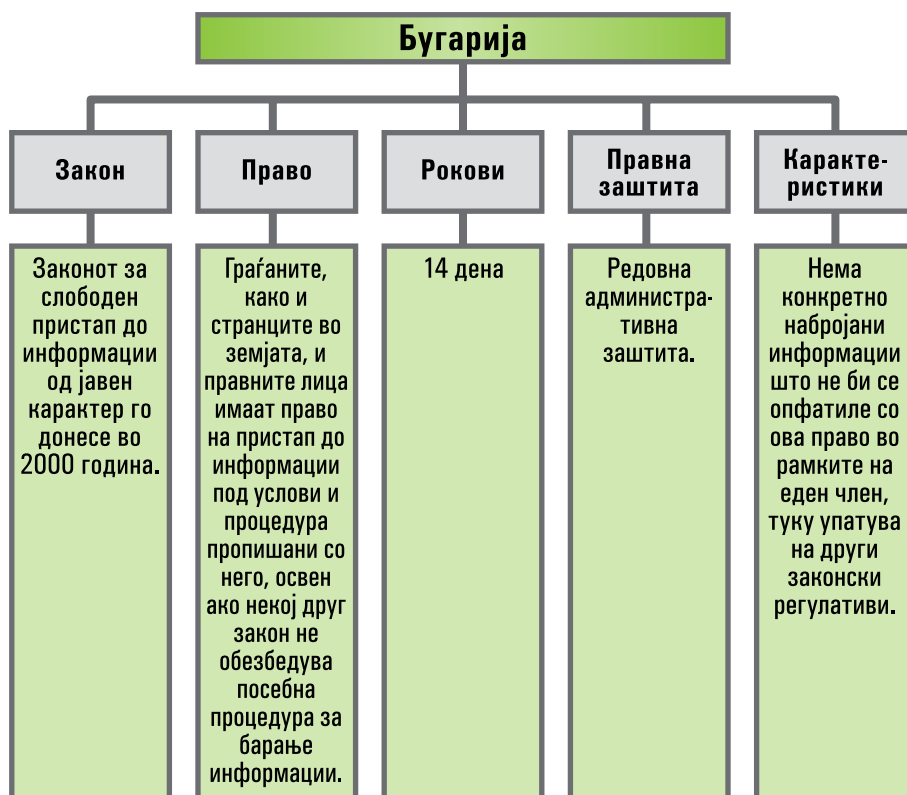 Бугарија
Закон
Законот за
слободен
пристап до
информации
од јавен
карактер го
донесе во
2000 година.
Право
Граѓаните,
како и
странците во
земјата, и
правните лица
имаат право
на пристап до
информации
под услови и
процедура
пропишани со
него, освен
ако некој друг
закон не
обезбедува
посебна
процедура за
барање
информации.
Рокови
14 дена
Правна
заштита
Редовна
администра-
тивна
заштита.
Каракте-
ристики
Нема
конкретно
набројани
информации
што не би се
опфатиле со
ова право во
рамките на
еден член,
туку упатува
на други
законски
регулативи.